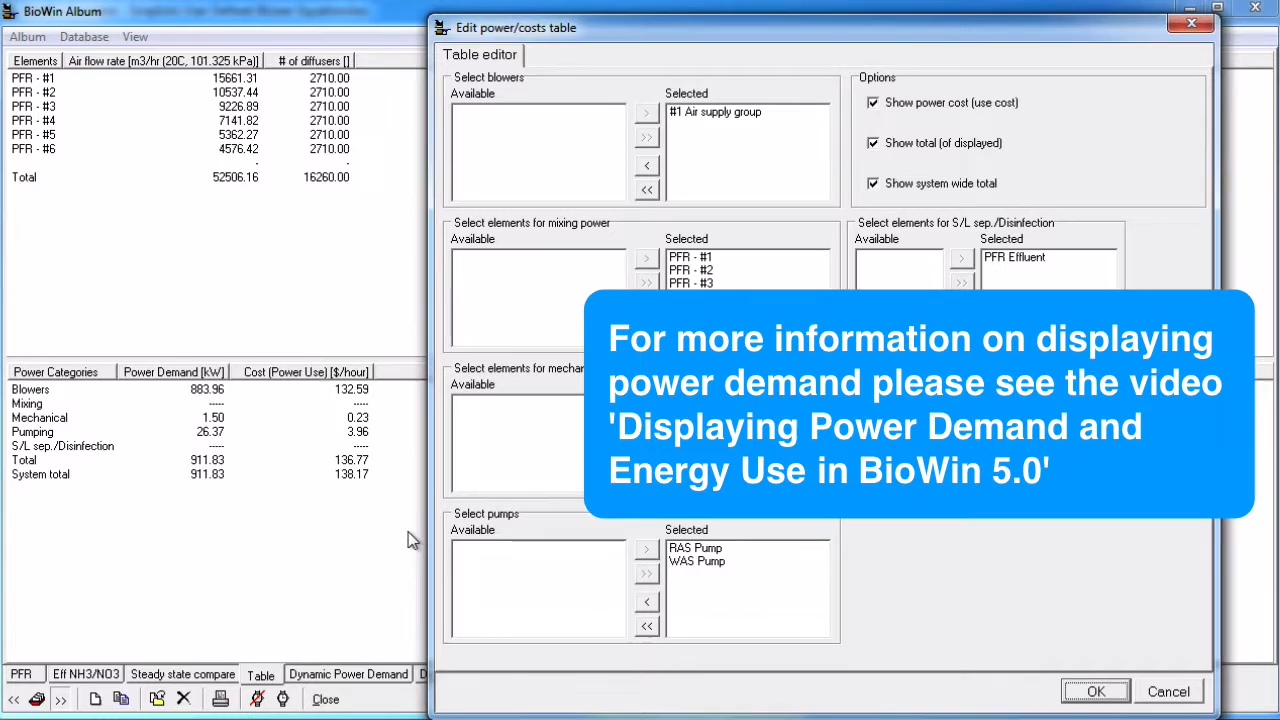 BioWin Album
Album Database View
Elements Air flow rate [m3/hr (20C, 101.325 kPa)] # of diffusers []
PFR - #1 15661.31 2710.00
PFR - #2 10537.44 2710.00
PFR - #3 9226.89 2710.00
PFR - #4 7141.82 2710.00
PFR - #5 5362.27 2710.00
PFR - #6 4576.42 2710.00
. .
Total 52506.16 16260.00
Power Categories Power Demand [kW] Cost (Power Use) [$/hour]
Blowers 883.96 132.59
Mixing ----- -----
Mechanical 1.50 0.23
Pumping 26.37 3.96
S/L sep./Disinfection ----- -----
Total 911.83 136.77
System total 911.83 138.17
PFR Eff NH3/NO3 Steady state compare Table Dynamic Power Demand D
<< >> Close
Edit power/costs table
Table editor
Select blowers
Available Selected
#1 Air supply group
>
>>
<
<<
Options
Show power cost (use cost)
Show total (of displayed)
Show system wide total
Select elements for mixing power
Available Selected
PFR - #1
PFR - #2
PFR - #3
>
>>
Select elements for S/L sep./Disinfection
Available Selected
PFR Effluent
>
>>
Select elements for mechan
Available
For more information on displaying
power demand please see the video
'Displaying Power Demand and
Energy Use in BioWin 5.0'
Select pumps
Available Selected
RAS Pump
WAS Pump
>
>>
<
<<
OK Cancel